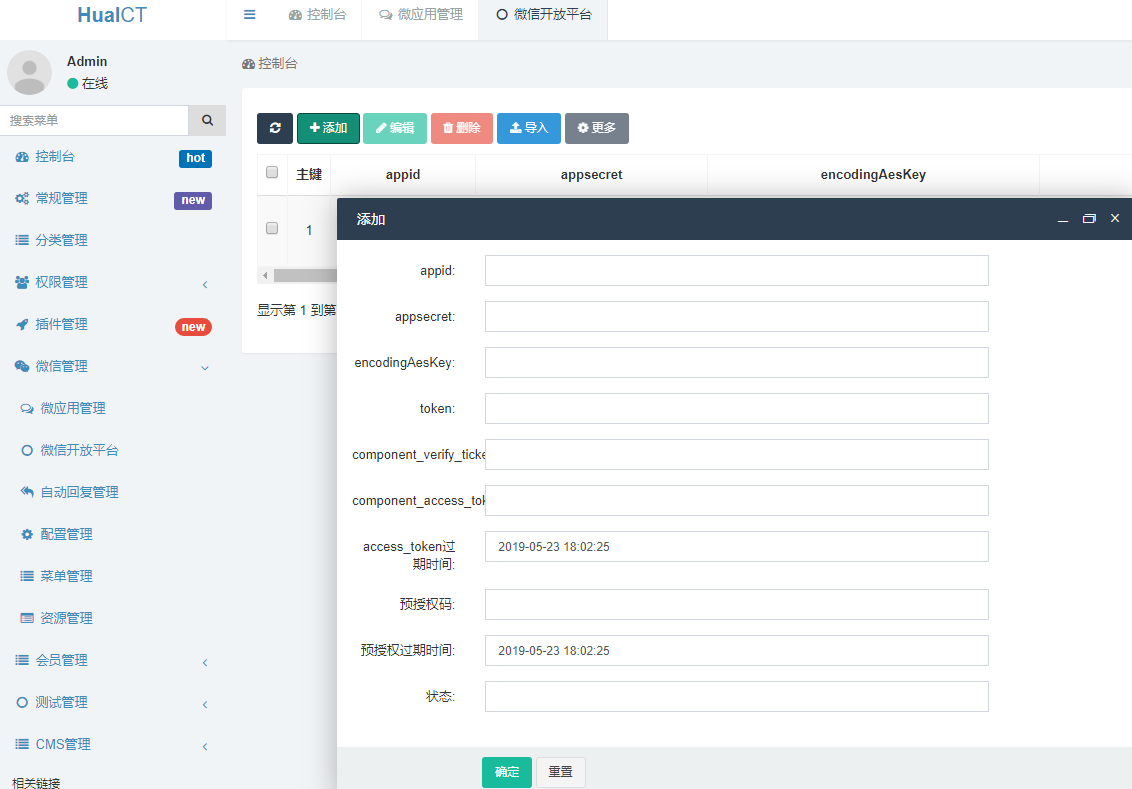 HuaICT
控制台
微应用管理
微信开放平台
Admin
在线
搜索菜单
控制台 hot
常规管理 new
分类管理
权限管理
插件管理 new
微信管理
微应用管理
微信开放平台
自动回复管理
配置管理
菜单管理
资源管理
会员管理
测试管理
CMS管理
相关链接
控制台
添加 编辑 删除 导入 更多
主键 appid appsecret encodingAesKey
1
显示第 1 到第
添加
appid:
appsecret:
encodingAesKey:
token:
component_verify_ticke
component_access_tok
access_token过
期时间:
2019-05-23 18:02:25
预授权码:
预授权过期时间: 2019-05-23 18:02:25
状态:
确定 重置